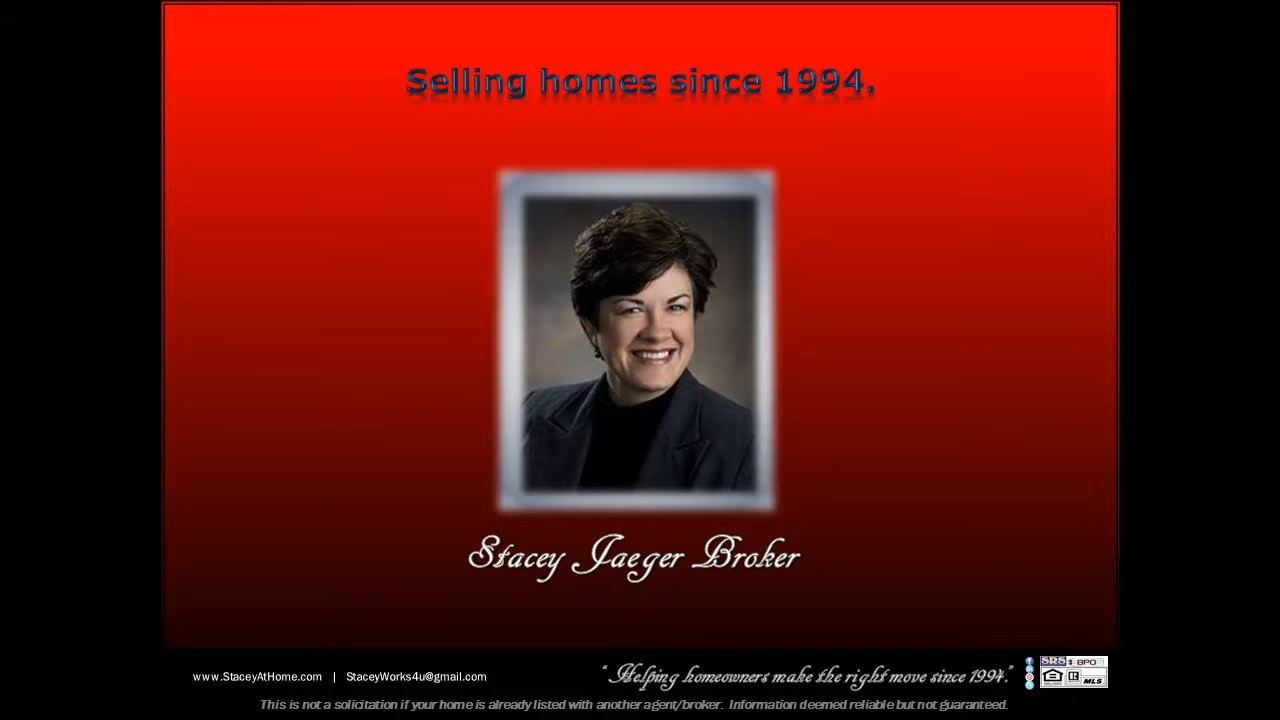 Selling homes since 1994.
Stacey Jaeger Broker
www.StaceyAtHome.com | StaceyWorks4u@gmail.com
“Helping homeowners make the right move since 1994.”
SRS BPO
R MLS
This is not a solicitation if your home is already listed with another agent/broker. Information deemed reliable but not guaranteed.